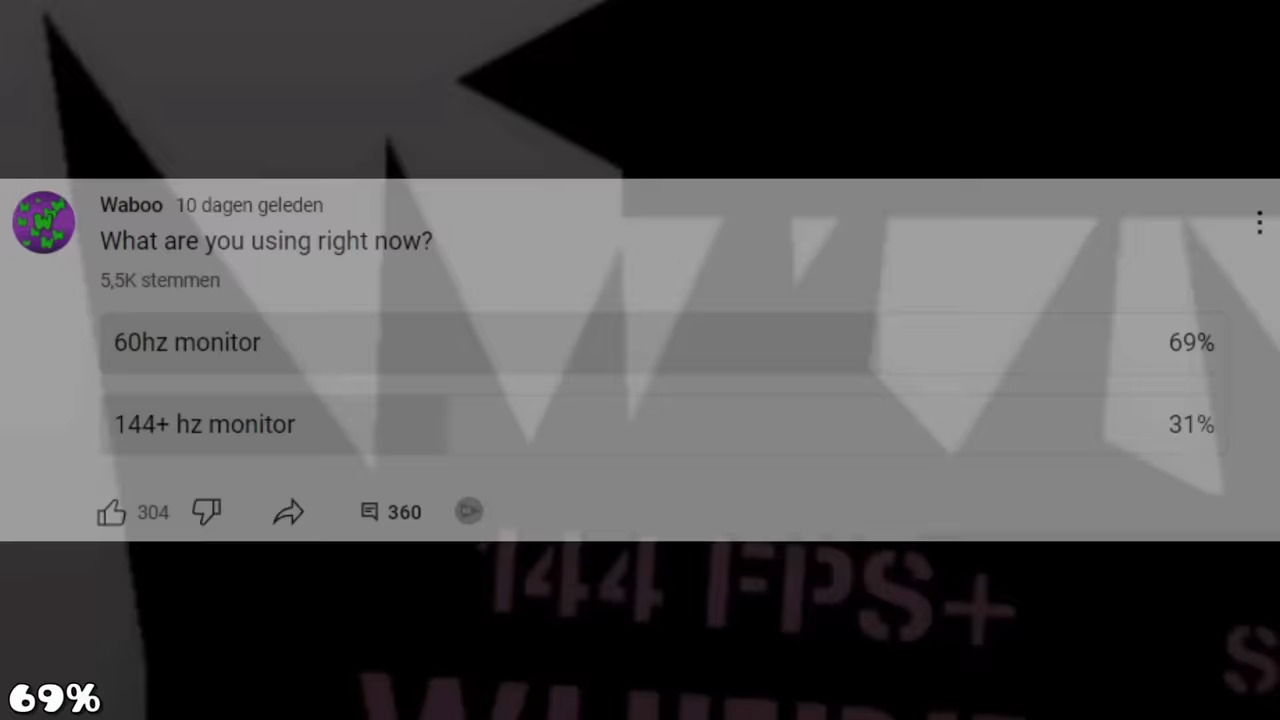 Waboo 10 dagen geleden
What are you using right now?
5,5K stemmen
60hz monitor 69%
144+ hz monitor 31%
304 360
144 FPS+
69%